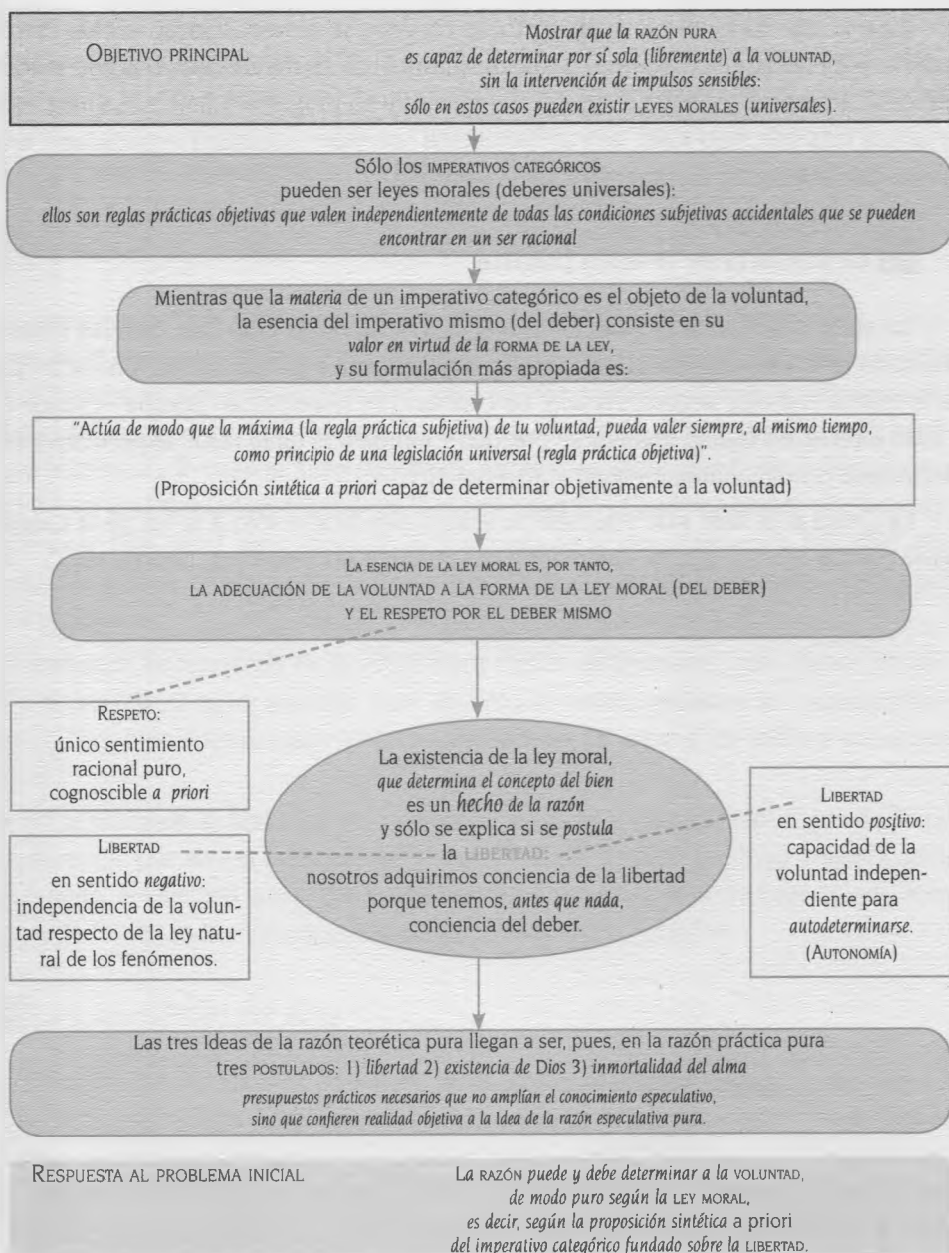 OBJETIVO PRINCIPAL
Mostrar que la RAZÓN PURA
es capaz de determinar por sí sola (libremente) a la VOLUNTAD,
sin la intervención de impulsos sensibles:
sólo en estos casos pueden existir LEYES MORALES (universales).
Sólo los IMPERATIVOS CATEGÓRICOS
pueden ser leyes morales (deberes universales):
ellos son reglas prácticas objetivas que valen independientemente de todas las condiciones subjetivas accidentales que se pueden
encontrar en un ser racional
Mientras que la materia de un imperativo categórico es el objeto de la voluntad,
la esencia del imperativo mismo (del deber) consiste en su
valor en virtud de la FORMA DE LA LEY,
y su formulación más apropiada es:
"Actúa de modo que la máxima (la regla práctica subjetiva) de tu voluntad, pueda valer siempre, al mismo tiempo,
como principio de una legislación universal (regla práctica objetiva)".
(Proposición sintética a priori capaz de determinar objetivamente a la voluntad)
LA ESENCIA DE LA LEY MORAL ES, POR TANTO,
LA ADECUACIÓN DE LA VOLUNTAD A LA FORMA DE LA LEY MORAL (DEL DEBER)
Y EL RESPETO POR EL DEBER MISMO
RESPETO:
único sentimiento
racional puro,
cognoscible a priori
LIBERTAD
en sentido negativo:
independencia de la volun-
tad respecto de la ley natu-
ral de los fenómenos.
La existencia de la ley moral,
que determina el concepto del bien
es un hecho de la razón
y sólo se explica si se postula
la LIBERTAD:
nosotros adquirimos conciencia de la libertad
porque tenemos, antes que nada,
conciencia del deber.
LIBERTAD
en sentido positivo:
capacidad de la
voluntad indepen-
diente para
autodeterminarse.
(AUTONOMÍA)
Las tres Ideas de la razón teorética pura llegan a ser, pues, en la razón práctica pura
tres POSTULADOS: 1) libertad 2) existencia de Dios 3) inmortalidad del alma
presupuestos prácticos necesarios que no amplían el conocimiento especulativo,
sino que confieren realidad objetiva a la Idea de la razón especulativa pura.
RESPUESTA AL PROBLEMA INICIAL
La RAZÓN puede y debe determinar a la VOLUNTAD,
de modo puro según la LEY MORAL,
es decir, según la proposición sintética a priori
del imperativo categórico fundado sobre la LIBERTAD.